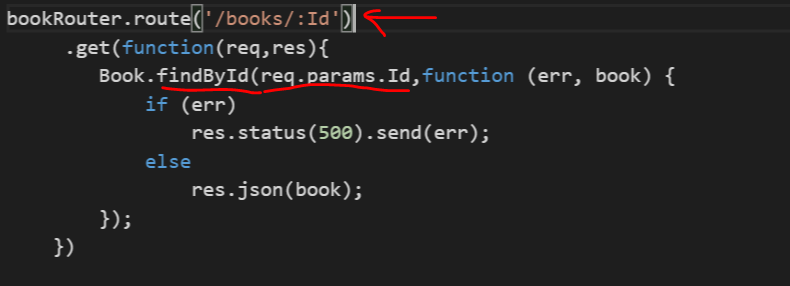 bookRouter.route('/books/:Id')
.get(function(req,res){
Book.findById(req.params.Id,function (err, book) {
if (err)
res.status(500).send(err);
else
res.json(book);
});
})